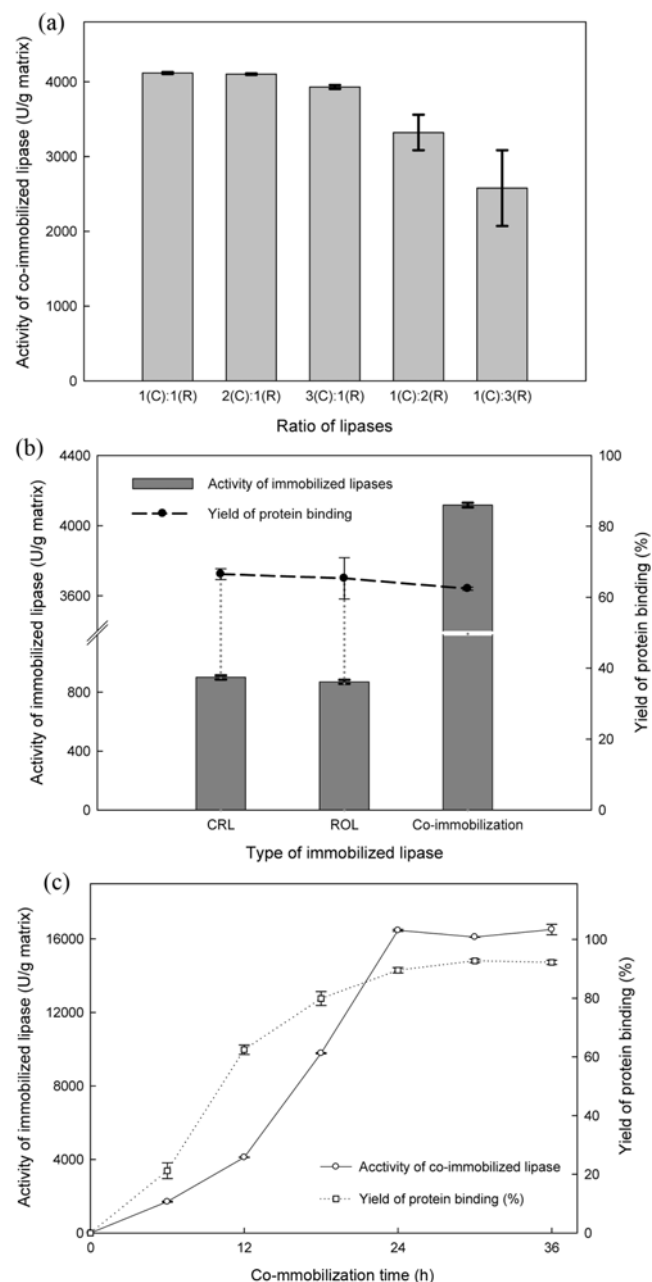 (a)
Activity of co-immobilized lipase (U/g matrix)
4000
3000
2000
1000
0
1(C):1(R) 2(C):1(R) 3(C):1(R) 1(C):2(R) 1(C):3(R)
Ratio of lipases
(b)
Activity of immobilized lipase (U/g matrix)
4400
4000
3600
800
400
0
Activity of immobilized lipases
Yield of protein binding
100
80
60
40
20
0
Yield of protein binding (%)
CRL ROL Co-immobilization
Type of immobilized lipase
(c)
Activity of immobilized lipase (U/g matrix)
16000
12000
8000
4000
0
Acctivity of co-immobilized lipase
Yield of protein binding (%)
100
80
60
40
20
0
Yield of protein binding (%)
0 12 24 36
Co-mmobilization time (h)